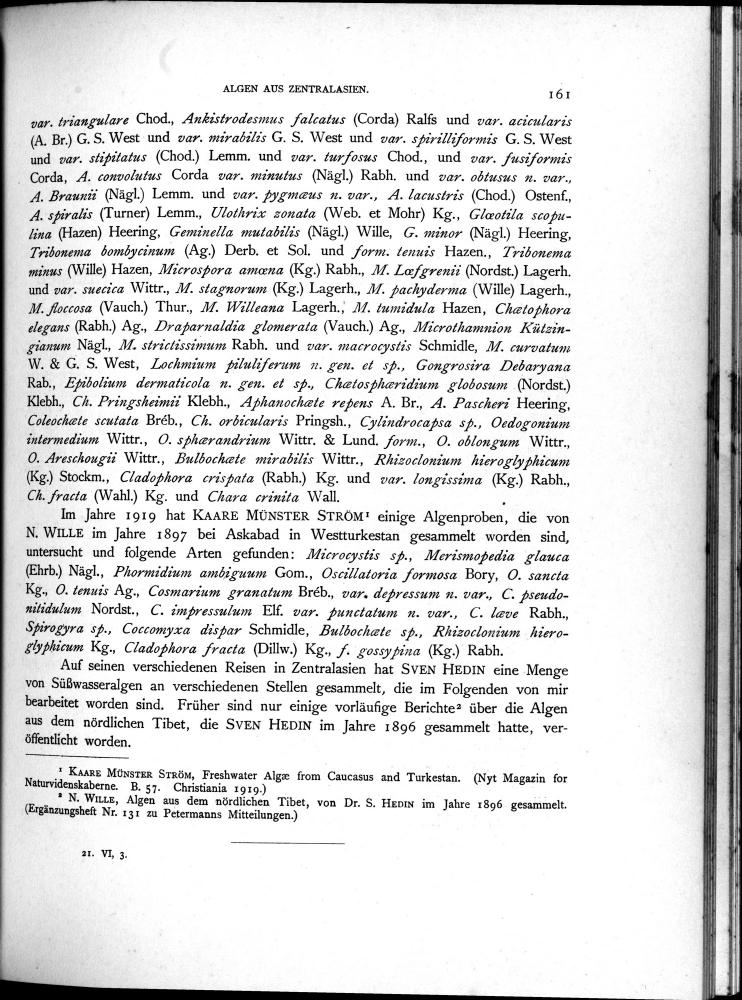 ALGEN AUS ZENTRALASIEN.
161
var. triangulare Chod., Ankistrodesmus falcatus (Corda) Ralfs und var. acicularis
(A. Br.) G. S. West und var. mirabilis G. S. West und var. spirilliformis G. S. West
und var. stipitatus (Chod.) Lemm. und var. turfosus Chod., und var. fusiformis
Corda, A. convolutus Corda var. minutus (Nägl.) Rabh. und var. obtusus n. var.,
A. Braunii (Nägl.) Lemm. und var. pygmæus n. var., A. lacustris (Chod.) Ostenf.,
A. spiralis (Turner) Lemm., Ulothrix zonata (Web. et Mohr) Kg., Glœotila scopu-
lina (Hazen) Heering, Geminella mutabilis (Nägl.) Wille, G. minor (Nägl.) Heering,
Tribonema bombycinum (Ag.) Derb. et Sol. und form. tenuis Hazen., Tribonema
minus (Wille) Hazen, Microspora amœna (Kg.) Rabh., M. Lœfgrenii (Nordst.) Lagerh.
und var. suecica Wittr., M. stagnorum (Kg.) Lagerh., M. pachyderma (Wille) Lagerh.,
M. floccosa (Vauch.) Thur., M. Willeana Lagerh., M. tumidula Hazen, Chætophora
elegans (Rabh.) Ag., Draparnaldia glomerata (Vauch.) Ag., Microthamnion Kützin-
gianum Nägl., M. strictissimum Rabh. und var. macrocystis Schmidle, M. curvatum
W. & G. S. West, Lochmium piluliferum n. gen. et sp., Gongrosira Debaryana
Rab., Epibolium dermaticola n. gen. et sp., Chætosphæridium globosum (Nordst.)
Klebh., Ch. Pringsheimii Klebh., Aphanochæte repens A. Br., A. Pascheri Heering,
Coleochæte scutata Bréb., Ch. orbicularis Pringsh., Cylindrocapsa sp., Oedogonium
intermedium Wittr., O. sphærandrium Wittr. & Lund. form., O. oblongum Wittr.,
O. Areschougii Wittr., Bulbochæte mirabilis Wittr., Rhizoclonium hieroglyphicum
(Kg.) Stockm., Cladophora crispata (Rabh.) Kg. und var. longissima (Kg.) Rabh.,
Ch. fracta (Wahl.) Kg. und Chara crinita Wall.
Im Jahre 1919 hat KAARE MÜNSTER STRÖM¹ einige Algenproben, die von
N. WILLE im Jahre 1897 bei Askabad in Westturkestan gesammelt worden sind,
untersucht und folgende Arten gefunden: Microcystis sp., Merismopedia glauca
(Ehrb.) Nägl., Phormidium ambiguum Gom., Oscillatoria formosa Bory, O. sancta
Kg., O. tenuis Ag., Cosmarium granatum Bréb., var. depressum n. var., C. pseudo-
nitidulum Nordst., C. impressulum Elf. var. punctatum n. var., C. læve Rabh.,
Spirogyra sp., Coccomyxa dispar Schmidle, Bulbochæte sp., Rhizoclonium hiero-
glyphicum Kg., Cladophora fracta (Dillw.) Kg., f. gossypina (Kg.) Rabh.
Auf seinen verschiedenen Reisen in Zentralasien hat SVEN HEDIN eine Menge
von Süßwasseralgen an verschiedenen Stellen gesammelt, die im Folgenden von mir
bearbeitet worden sind. Früher sind nur einige vorläufige Berichte² über die Algen
aus dem nördlichen Tibet, die SVEN HEDIN im Jahre 1896 gesammelt hatte, ver-
öffentlicht worden.
¹ KAARE MÜNSTER STRÖM, Freshwater Algæ from Caucasus and Turkestan. (Nyt Magazin for
Naturvidenskaberne. B. 57. Christiania 1919.)
² N. WILLE, Algen aus dem nördlichen Tibet, von Dr. S. HEDIN im Jahre 1896 gesammelt.
(Ergänzungsheft Nr. 131 zu Petermanns Mitteilungen.)
21. VI, 3.